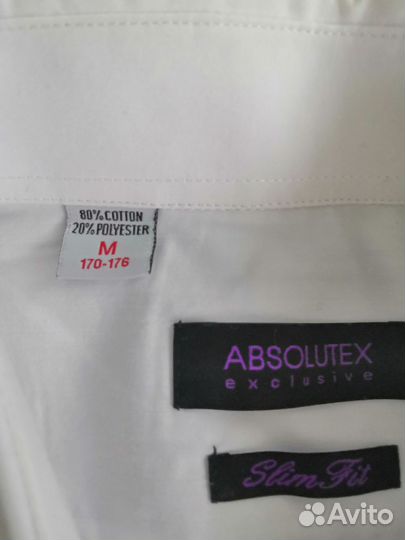 80% COTTON
20% POLYESTER
M
170-176
ABSOLUTEX
exclusive
Slim Fit
Avito